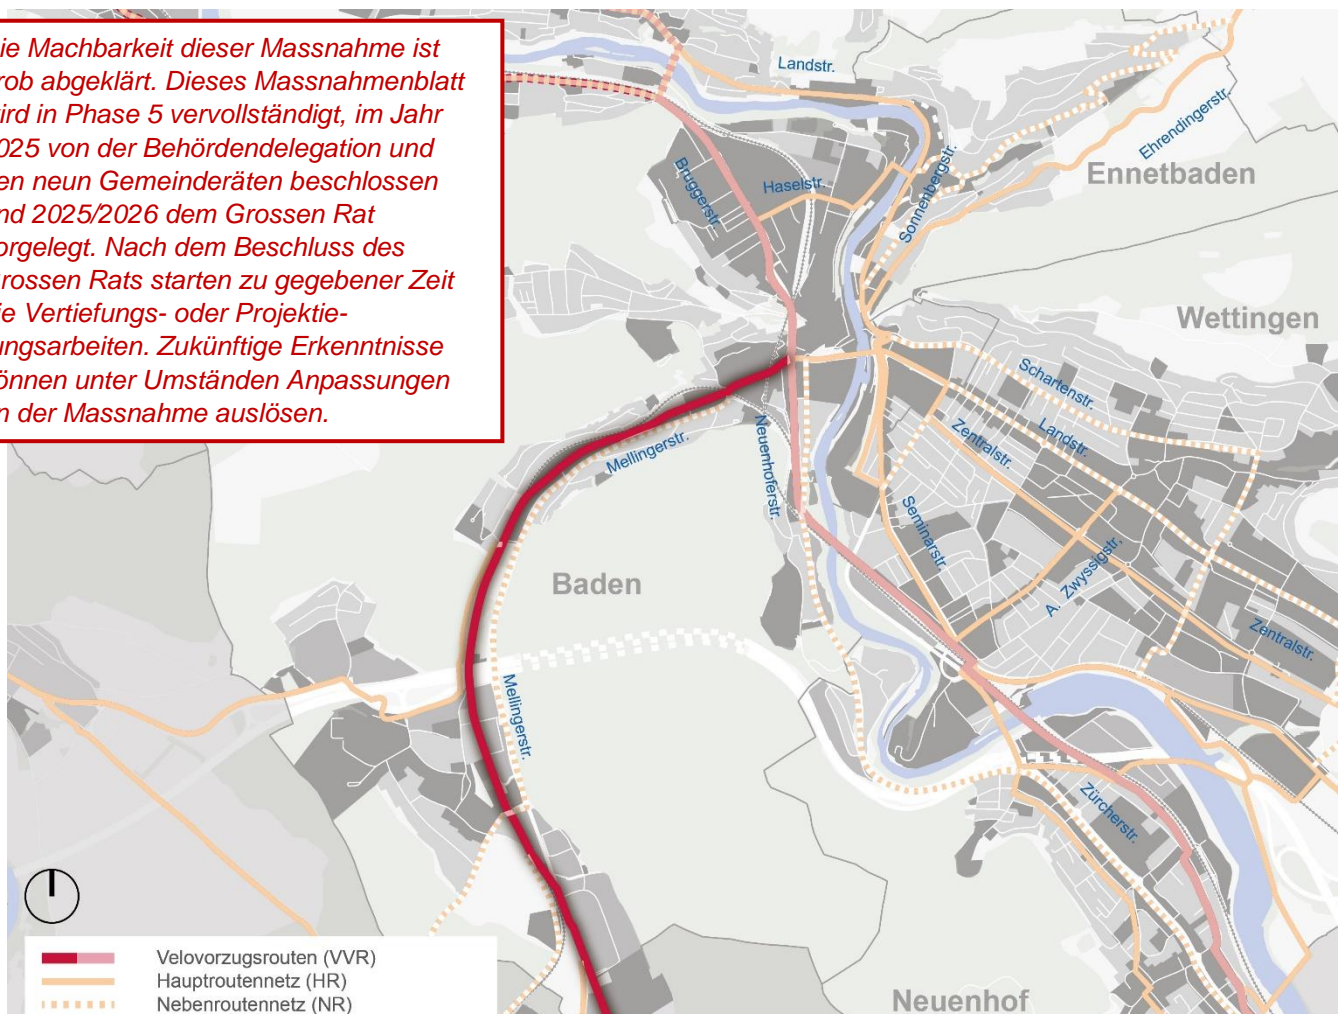 ie Machbarkeit dieser Massnahme ist
rob abgeklärt. Dieses Massnahmenblatt
ird in Phase 5 vervollständigt, im Jahr
025 von der Behördendelegation und
en neun Gemeinderäten beschlossen
nd 2025/2026 dem Grossen Rat
orgelegt. Nach dem Beschluss des
rossen Rats starten zu gegebener Zeit
ie Vertiefungs- oder Projektie-
ungsarbeiten. Zukünftige Erkenntnisse
önnen unter Umständen Anpassungen
n der Massnahme auslösen.
Landstr.
Ehrendingerstr.
Ennetbaden
Bruggerstr.
Haselstr.
Sonnenbergstr.
Wettingen
Schartenstr.
Landstr.
Zentralstr.
Mellingerstr.
Neuenhoferstr.
Seminarstr.
A. Zwyssigstr.
Baden
Zentralstr.
Mellingerstr.
Zürcherstr.
Neuenhof
Velovorzugsrouten (VVR)
Hauptroutennetz (HR)
Nebenroutennetz (NR)